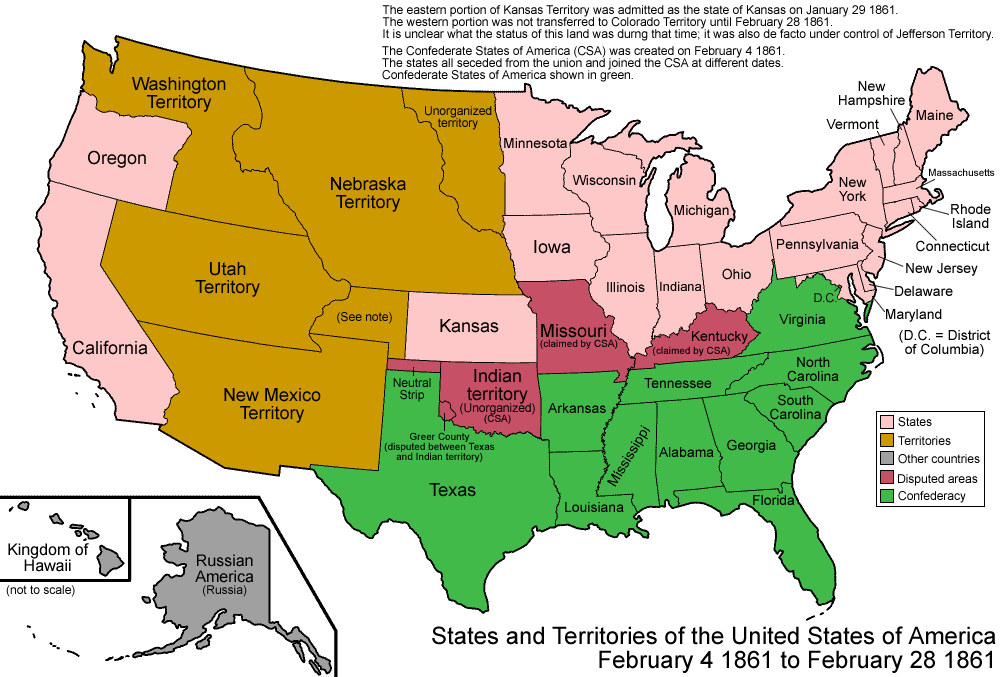 The eastern portion of Kansas Territory was admitted as the state of Kansas on January 29 1861.
The western portion was not transferred to Colorado Territory until February 28 1861.
It is unclear what the status of this land was durng that time; it was also de facto under control of Jefferson Territory.
The Confederate States of America (CSA) was created on February 4 1861.
The states all seceded from the union and joined the CSA at different dates.
Confederate States of America shown in green.
Washington
Territory
Oregon
Unorganized
territory
Nebraska
Territory
Minnesota
Wisconsin
Michigan
New
Hampshire
Vermont
Maine
New
York
Massachusetts
Rhode
Island
Connecticut
New Jersey
Delaware
Maryland
(D.C. = District
of Columbia)
Pennsylvania
Iowa
Illinois
Indiana
Ohio
Utah
Territory
(See note)
Kansas
California
Missouri
(claimed by CSA)
Kentucky
(claimed by CSA)
D.C.
Virginia
North
Carolina
South
Carolina
Tennessee
New Mexico
Territory
Neutral
Strip
Indian
territory
(Unorganized)
(CSA)
Greer County
(disputed between Texas
and Indian territory)
Arkansas
Mississippi
Alabama
Georgia
Florida
Louisiana
Texas
States
Territories
Other countries
Disputed areas
Confederacy
Kingdom of
Hawaii
(not to scale)
Russian
America
(Russia)
States and Territories of the United States of America
February 4 1861 to February 28 1861